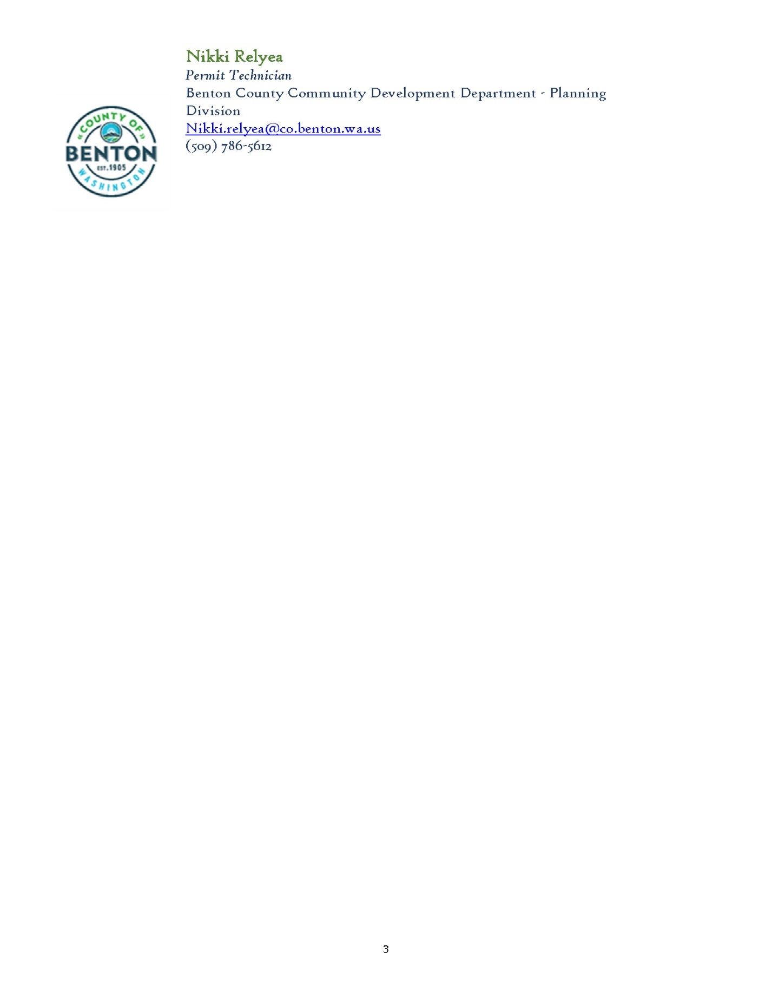 Nikki Relyea
Permit Technician
Benton County Community Development Department - Planning
Division
Nikki.relyea@co.benton.wa.us
(509) 786-5612
COUNTY OF
BENTON
EST. 1905
WASHINGTON
3